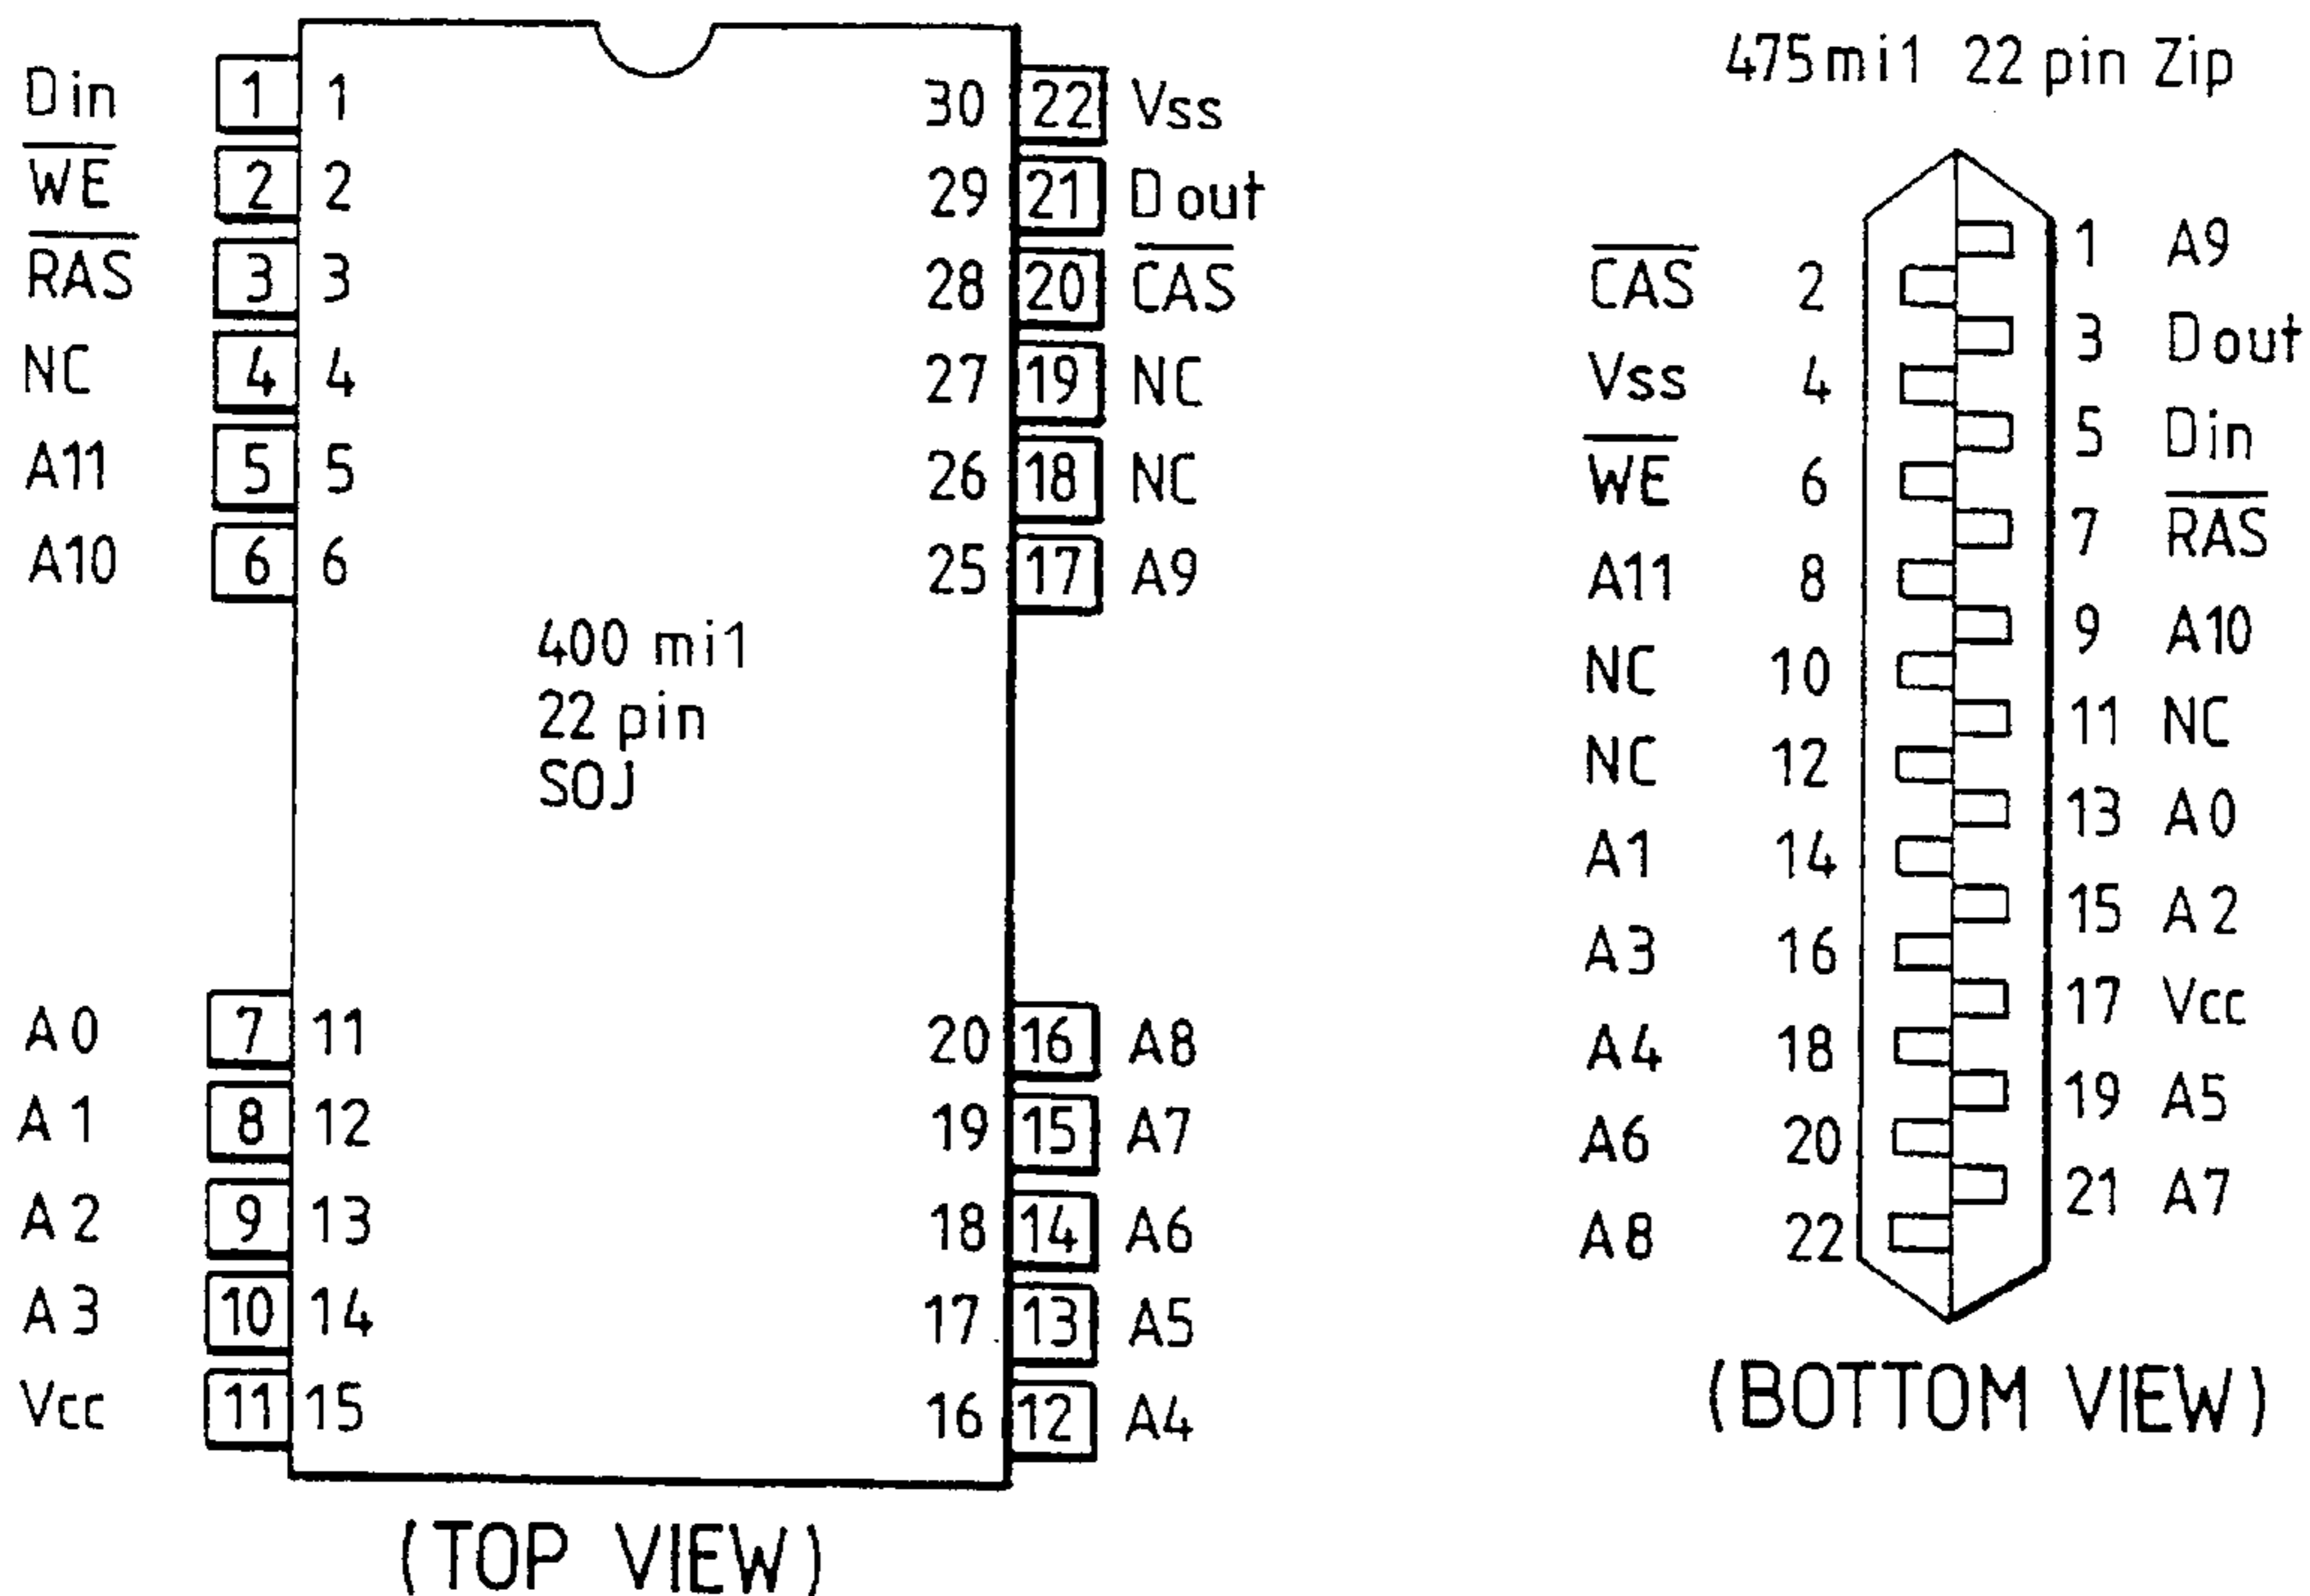 Din 1 1 30 22 Vss
WE 2 2 29 21 Dout
RAS 3 3 28 20 CAS
NC 4 4 27 19 NC
A11 5 5 26 18 NC
A10 6 6 25 17 A9
400 mil
22 pin
SOJ
A0 7 11 20 16 A8
A1 8 12 19 15 A7
A2 9 13 18 14 A6
A3 10 14 17 13 A5
Vcc 11 15 16 12 A4
(TOP VIEW)
475mil 22 pin Zip
1 A9
CAS 2
3 Dout
Vss 4
5 Din
WE 6
7 RAS
A11 8
9 A10
NC 10
11 NC
NC 12
13 A0
A1 14
15 A2
A3 16
17 Vcc
A4 18
19 A5
A6 20
21 A7
A8 22
(BOTTOM VIEW)